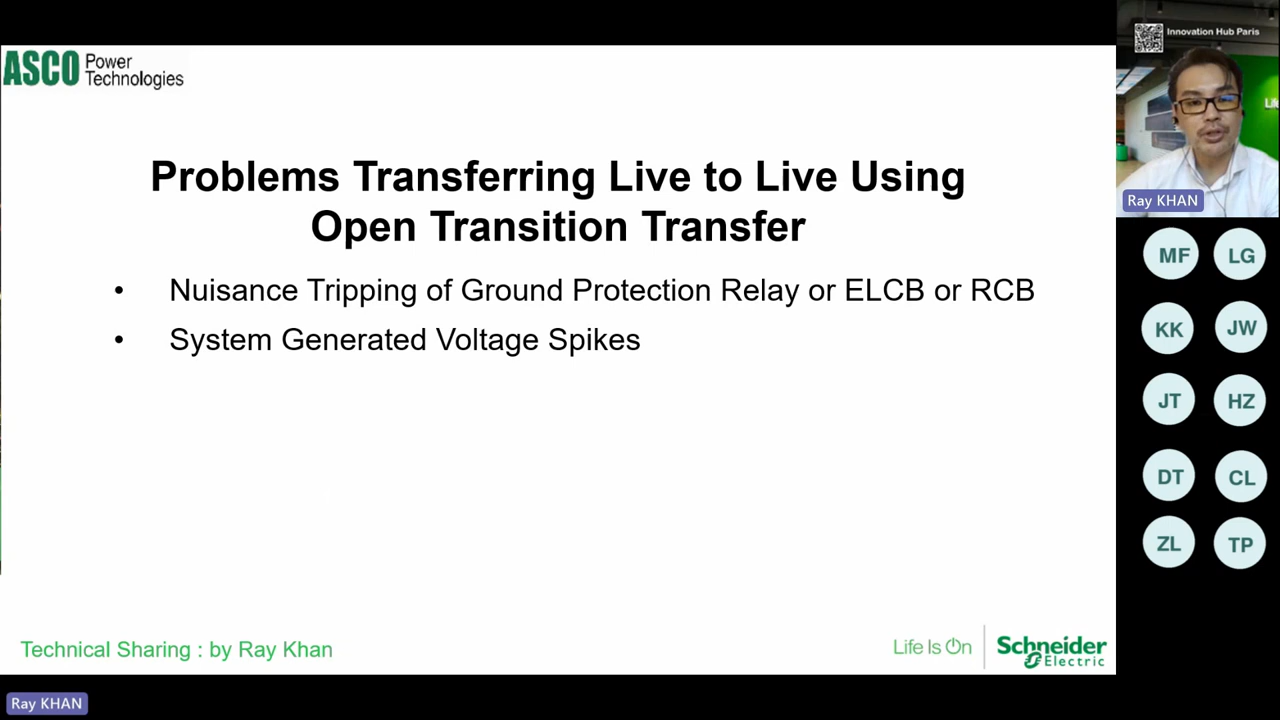 ASCO Power
Technologies
Problems Transferring Live to Live Using
Open Transition Transfer
• Nuisance Tripping of Ground Protection Relay or ELCB or RCB
• System Generated Voltage Spikes
Technical Sharing : by Ray Khan
Life Is On
Schneider
Electric
Innovation Hub Paris
Ray KHAN
MF LG
KK JW
JT HZ
DT CL
ZL TP
Ray KHAN